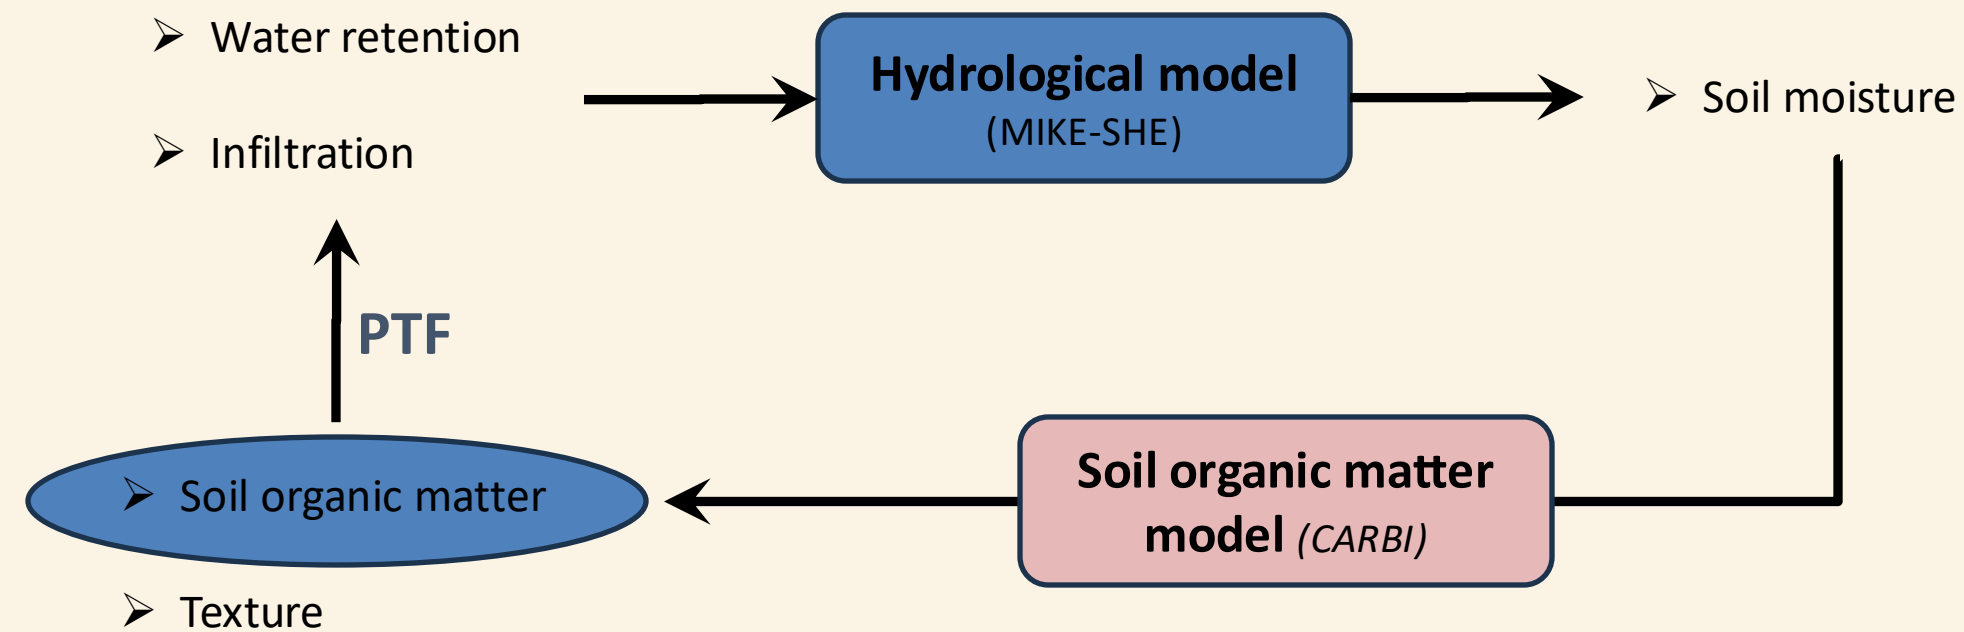 ➢ Water retention
➢ Infiltration
Hydrological model
(MIKE-SHE)
➢ Soil moisture
PTF
➢ Soil organic matter
➢ Texture
Soil organic matter
model (CARBI)